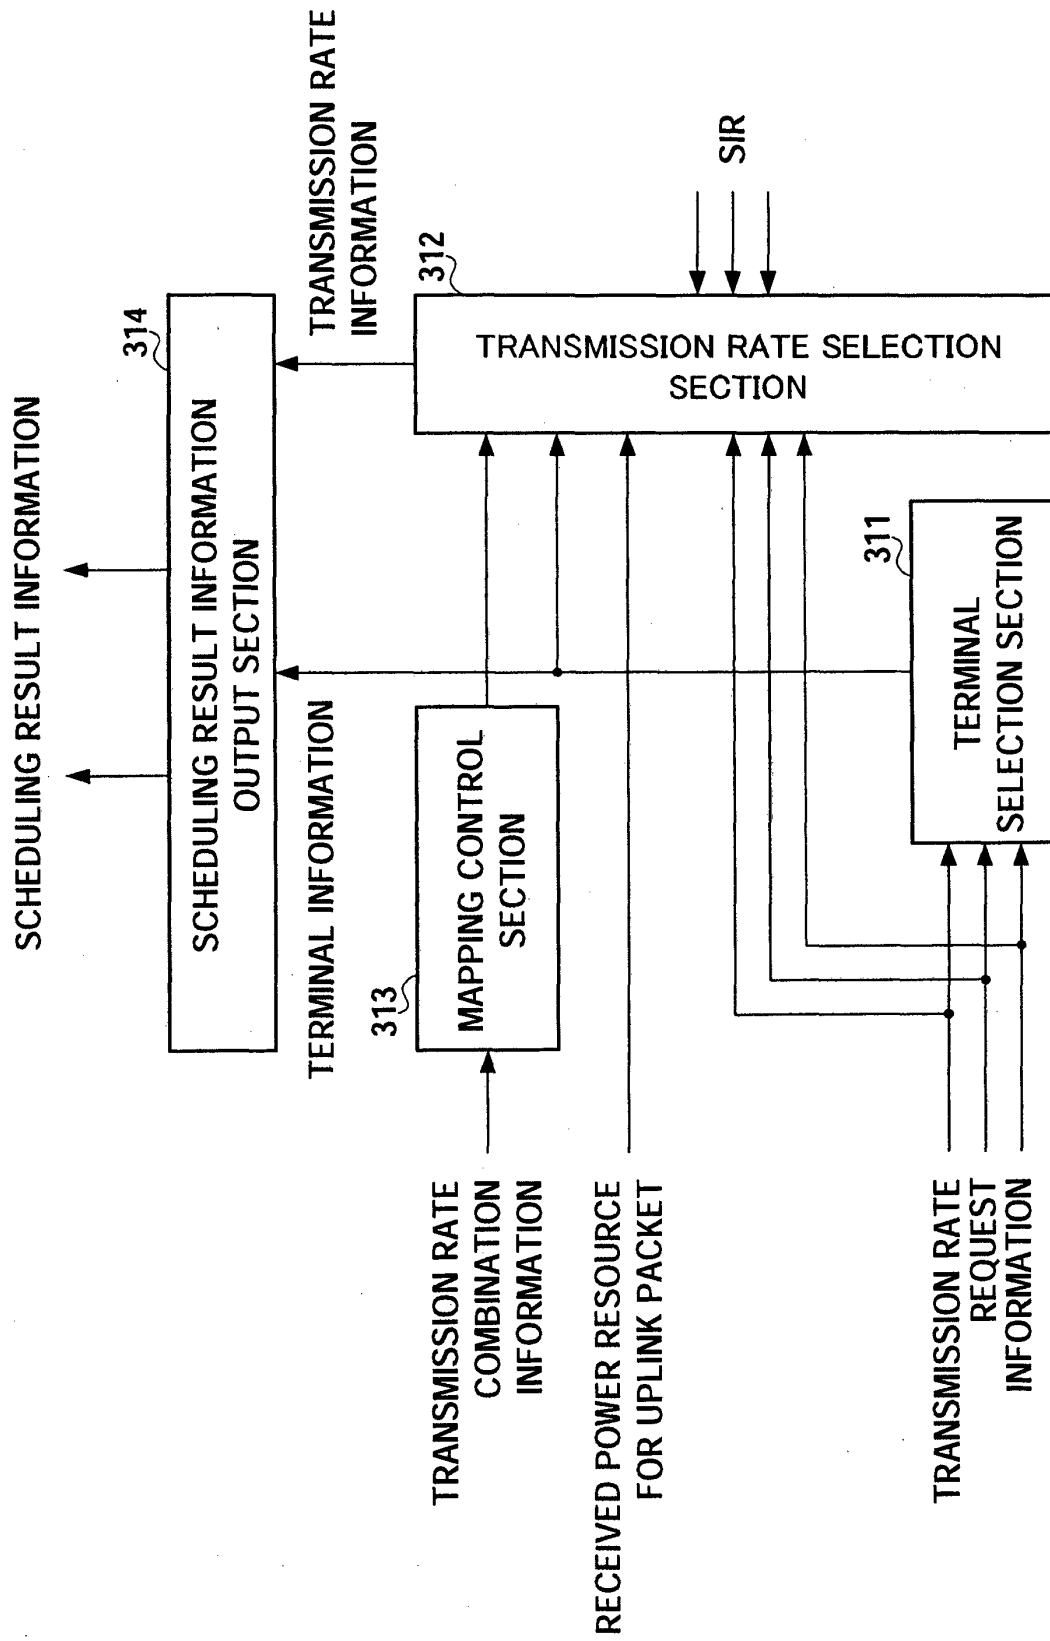 SCHEDULING RESULT INFORMATION
314
SCHEDULING RESULT INFORMATION
OUTPUT SECTION
TERMINAL INFORMATION
TRANSMISSION RATE
INFORMATION
313
MAPPING CONTROL
SECTION
312
TRANSMISSION RATE SELECTION
SECTION
SIR
TRANSMISSION RATE
COMBINATION
INFORMATION
RECEIVED POWER RESOURCE
FOR UPLINK PACKET
311
TERMINAL
SELECTION SECTION
TRANSMISSION RATE
REQUEST
INFORMATION